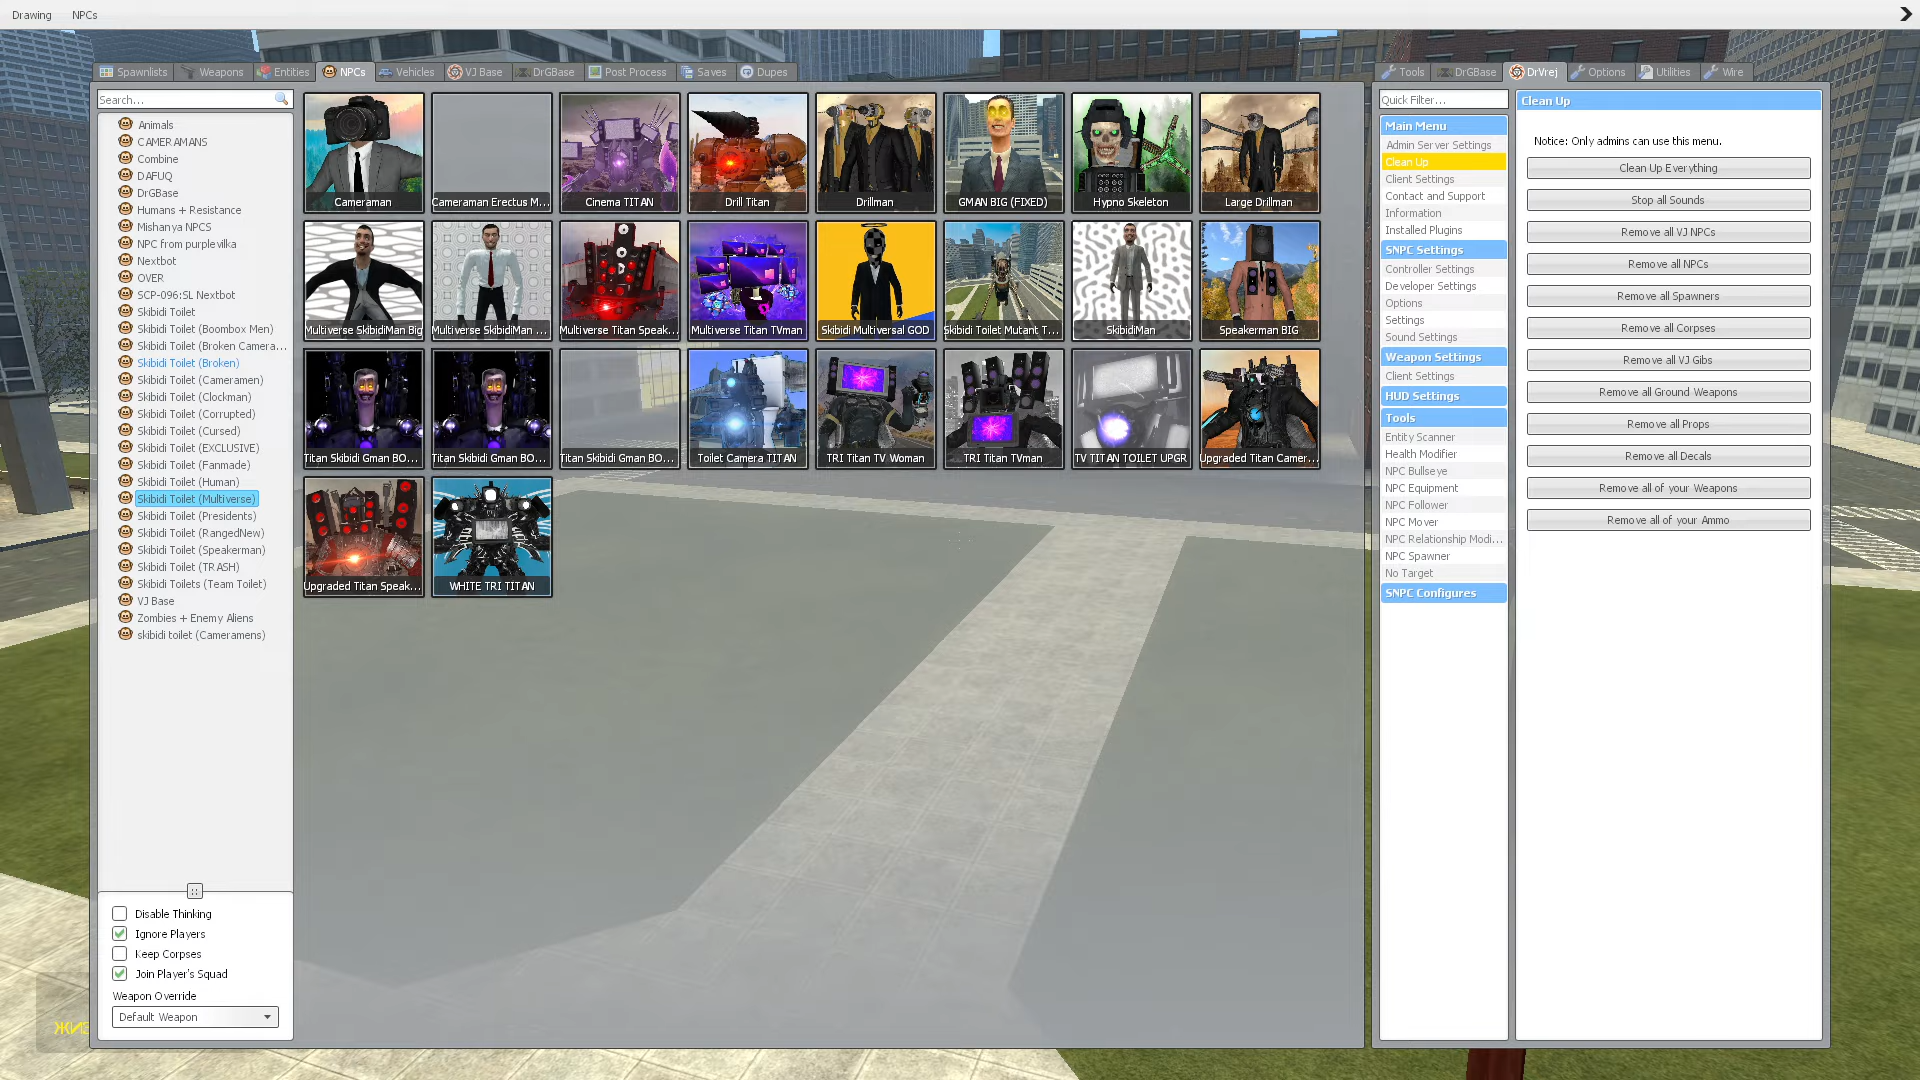 Drawing NPCs
Spawnlists Weapons Entities NPCs Vehicles VJ Base DrGBase Post Process Saves Dupes
Tools DrGBase DrVrej Options Utilities Wire
Search...
Animals
CAMERAMANS
Combine
DAFUQ
DrGBase
Humans + Resistance
Mishanya NPCS
NPC from purplevilka
Nextbot
OVER
SCP-096:SL Nextbot
Skibidi Toilet
Skibidi Toilet (Boombox Men)
Skibidi Toilet (Broken Camera...
Skibidi Toilet (Broken)
Skibidi Toilet (Cameramen)
Skibidi Toilet (Clockman)
Skibidi Toilet (Corrupted)
Skibidi Toilet (Cursed)
Skibidi Toilet (EXCLUSIVE)
Skibidi Toilet (Fanmade)
Skibidi Toilet (Human)
Skibidi Toilet (Multiverse)
Skibidi Toilet (Presidents)
Skibidi Toilet (RangedNew)
Skibidi Toilet (Speakerman)
Skibidi Toilet (TRASH)
Skibidi Toilets (Team Toilet)
VJ Base
Zombies + Enemy Aliens
skibidi toilet (Cameramens)
Disable Thinking
Ignore Players
Keep Corpses
Join Player's Squad
Weapon Override
Default Weapon
ЖИЗ
Cameraman
Cameraman Erectus M...
Cinema TITAN
Drill Titan
Drillman
GMAN BIG (FIXED)
Hypno Skeleton
Large Drillman
Multiverse SkibidiMan Big
Multiverse SkibidiMan ...
Multiverse Titan Speak...
Multiverse Titan TVman
Skibidi Multiversal GOD
Skibidi Toilet Mutant T...
SkibidiMan
Speakerman BIG
Titan Skibidi Gman BO...
Titan Skibidi Gman BO...
Titan Skibidi Gman BO...
Toilet Camera TITAN
TRI Titan TV Woman
TRI Titan TVman
TV TITAN TOILET UPGR
Upgraded Titan Camer...
Upgraded Titan Speak...
WHITE TRI TITAN
Quick Filter...
Main Menu
Admin Server Settings
Clean Up
Client Settings
Contact and Support
Information
Installed Plugins
SNPC Settings
Controller Settings
Developer Settings
Options
Settings
Sound Settings
Weapon Settings
Client Settings
HUD Settings
Tools
Entity Scanner
Health Modifier
NPC Bullseye
NPC Equipment
NPC Follower
NPC Mover
NPC Relationship Modi...
NPC Spawner
No Target
SNPC Configures
Clean Up
Notice: Only admins can use this menu.
Clean Up Everything
Stop all Sounds
Remove all VJ NPCs
Remove all NPCs
Remove all Spawners
Remove all Corpses
Remove all VJ Gibs
Remove all Ground Weapons
Remove all Props
Remove all Decals
Remove all of your Weapons
Remove all of your Ammo